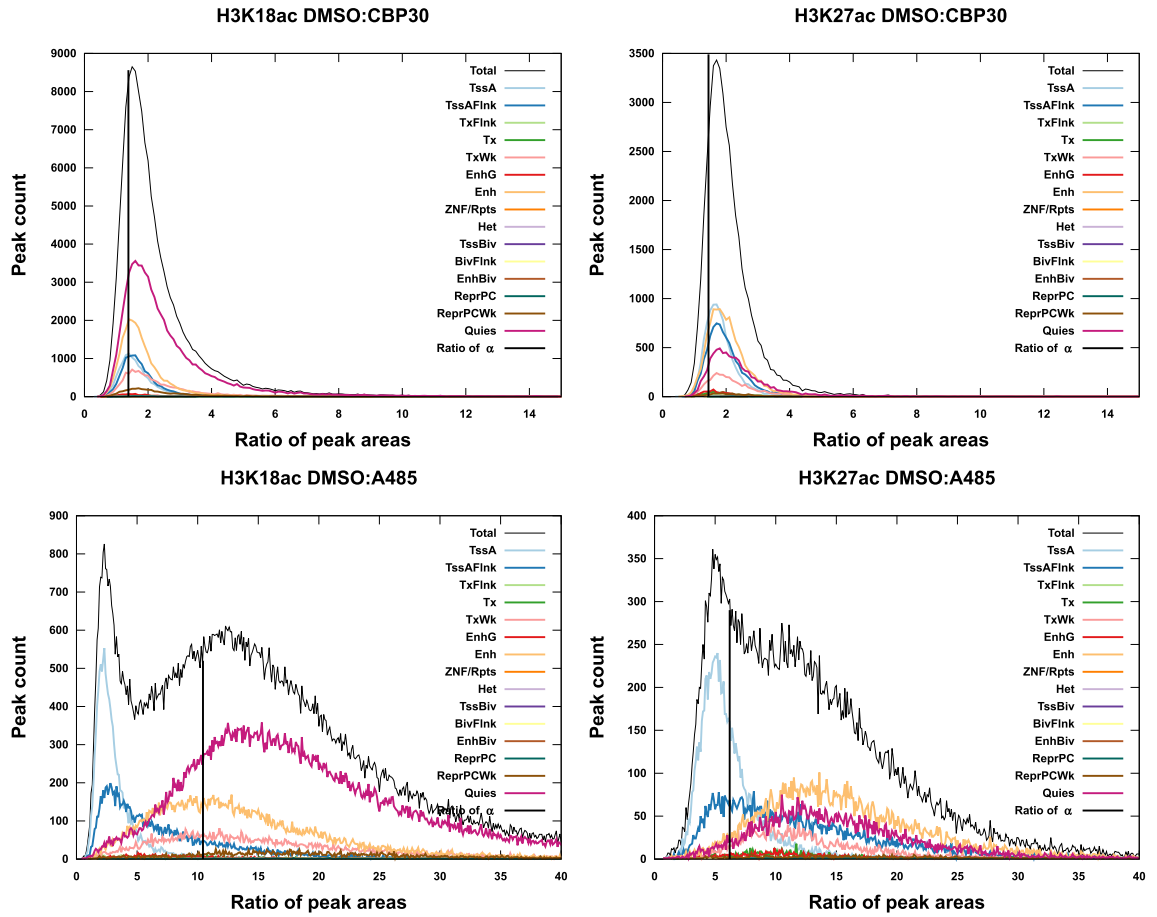 H3K18ac DMSO:CBP30
9000
8000
7000
6000
5000
4000
3000
2000
1000
0
Peak count
Total
TssA
TssAFlnk
TxFlnk
Tx
TxWk
EnhG
Enh
ZNF/Rpts
Het
TssBiv
BivFlnk
EnhBiv
ReprPC
ReprPCWk
Quies
Ratio of α
0 2 4 6 8 10 12 14
Ratio of peak areas
H3K27ac DMSO:CBP30
3500
3000
2500
2000
1500
1000
500
0
Peak count
Total
TssA
TssAFlnk
TxFlnk
Tx
TxWk
EnhG
Enh
ZNF/Rpts
Het
TssBiv
BivFlnk
EnhBiv
ReprPC
ReprPCWk
Quies
Ratio of α
0 2 4 6 8 10 12 14
Ratio of peak areas
H3K18ac DMSO:A485
900
800
700
600
500
400
300
200
100
0
Peak count
Total
TssA
TssAFlnk
TxFlnk
Tx
TxWk
EnhG
Enh
ZNF/Rpts
Het
TssBiv
BivFlnk
EnhBiv
ReprPC
ReprPCWk
Quies
Ratio of α
0 5 10 15 20 25 30 35 40
Ratio of peak areas
H3K27ac DMSO:A485
400
350
300
250
200
150
100
50
0
Peak count
Total
TssA
TssAFlnk
TxFlnk
Tx
TxWk
EnhG
Enh
ZNF/Rpts
Het
TssBiv
BivFlnk
EnhBiv
ReprPC
ReprPCWk
Quies
Ratio of α
0 5 10 15 20 25 30 35 40
Ratio of peak areas